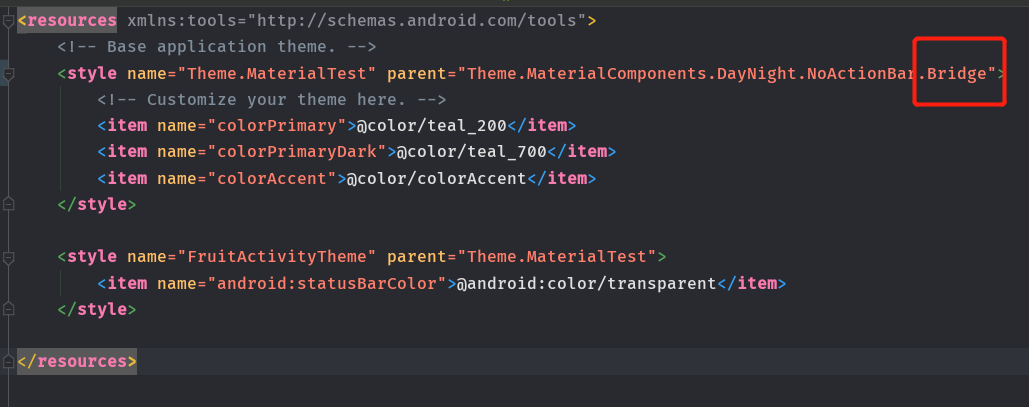 <resources xmlns:tools="http://schemas.android.com/tools">
    <!-- Base application theme. -->
    <style name="Theme.MaterialTest" parent="Theme.MaterialComponents.DayNight.NoActionBar.Bridge">
        <!-- Customize your theme here. -->
        <item name="colorPrimary">@color/teal_200</item>
        <item name="colorPrimaryDark">@color/teal_700</item>
        <item name="colorAccent">@color/colorAccent</item>
    </style>
    <style name="FruitActivityTheme" parent="Theme.MaterialTest">
        <item name="android:statusBarColor">@android:color/transparent</item>
    </style>
</resources>